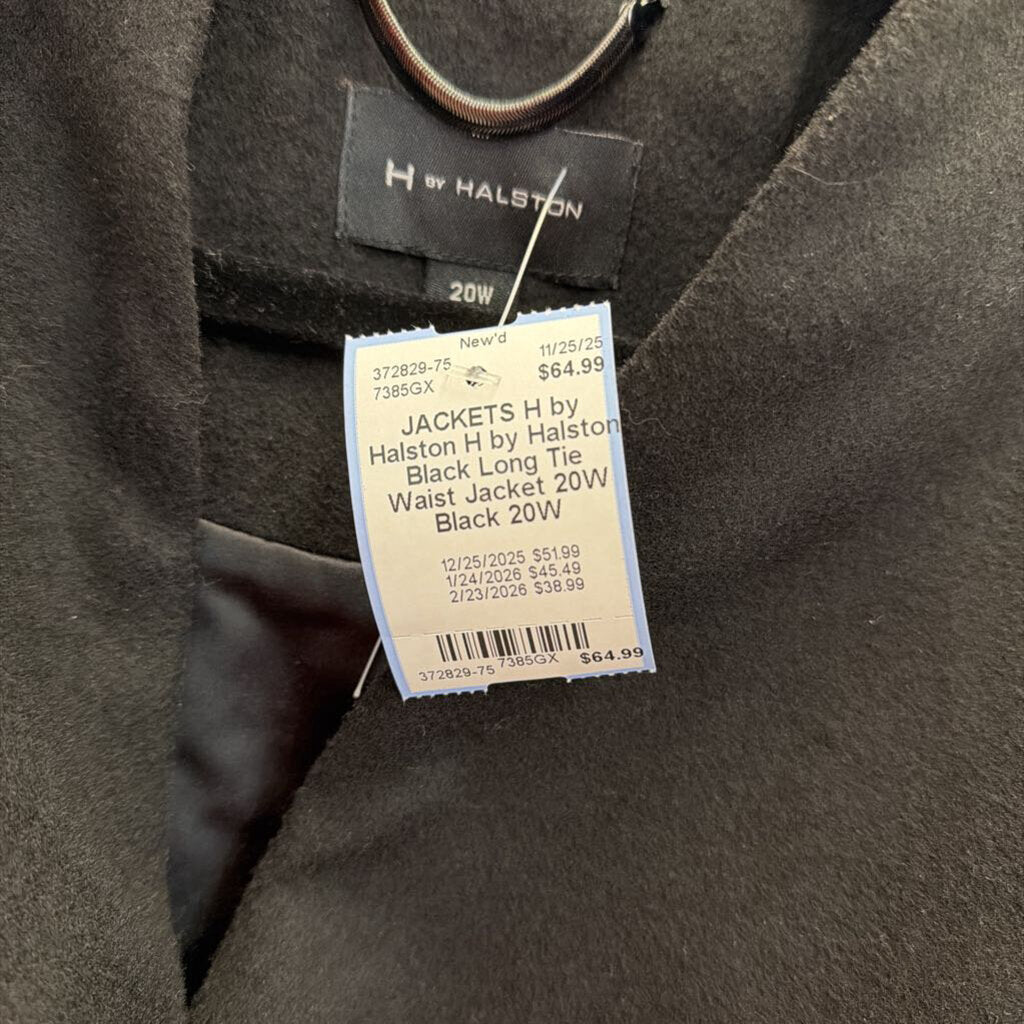 H BY HALSTON
20W
New'd
372829-75 11/25/25
7385GX $64.99
JACKETS H by
Halston H by Halston
Black Long Tie
Waist Jacket 20W
Black 20W
12/25/2025 $51.99
1/24/2026 $45.49
2/23/2026 $38.99
372829-75 7385GX $64.99